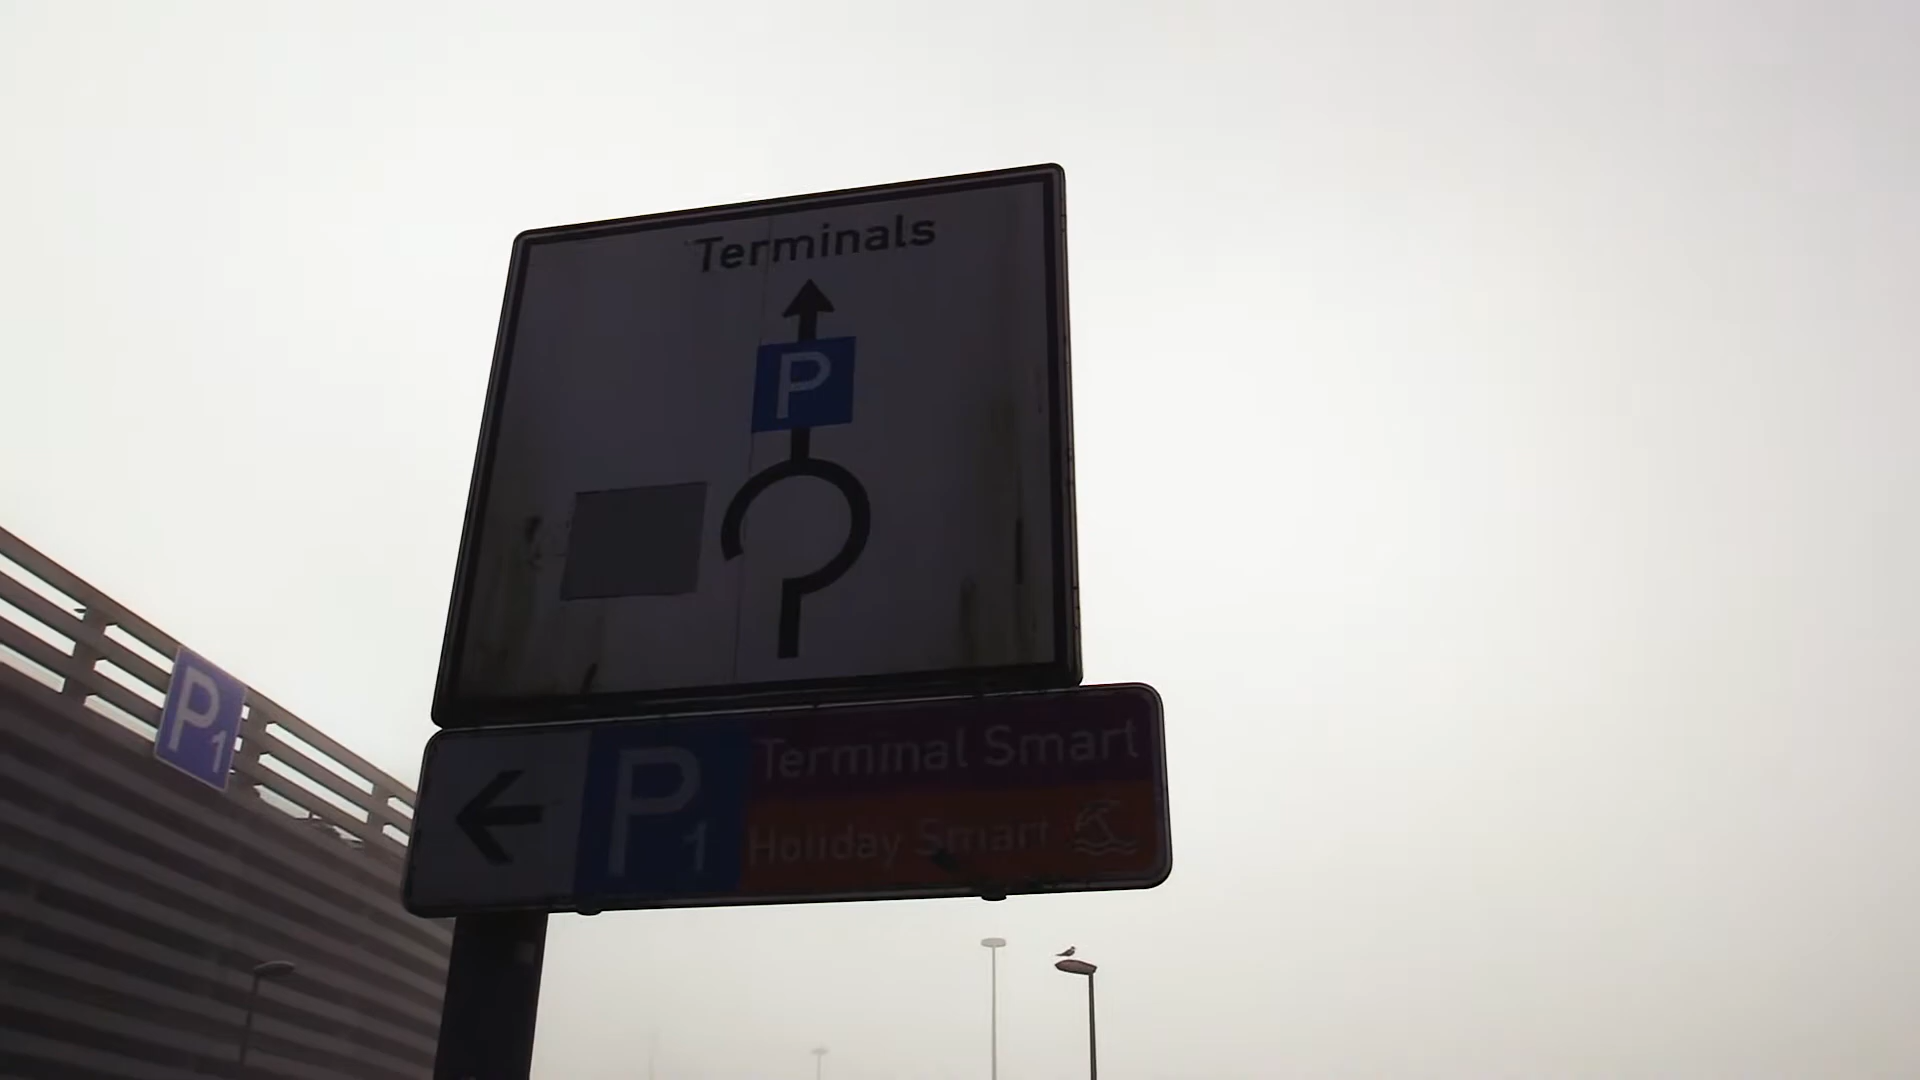 Terminals
P
P1
Terminal Smart
Holiday Smart
P1